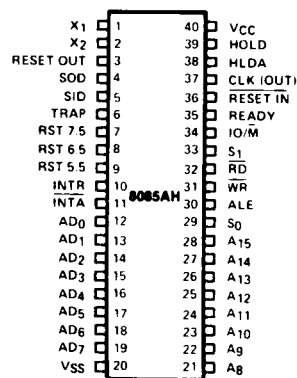 X1 1 40 VCC
X2 2 39 HOLD
RESET OUT 3 38 HLDA
SOD 4 37 CLK (OUT)
SID 5 36 RESET IN
TRAP 6 35 READY
RST 7.5 7 34 IO/M
RST 6.5 8 33 S1
RST 5.5 9 32 RD
INTR 10 31 WR
INTA 11 8085AH 30 ALE
AD0 12 29 S0
AD1 13 28 A15
AD2 14 27 A14
AD3 15 26 A13
AD4 16 25 A12
AD5 17 24 A11
AD6 18 23 A10
AD7 19 22 A9
VSS 20 21 A8